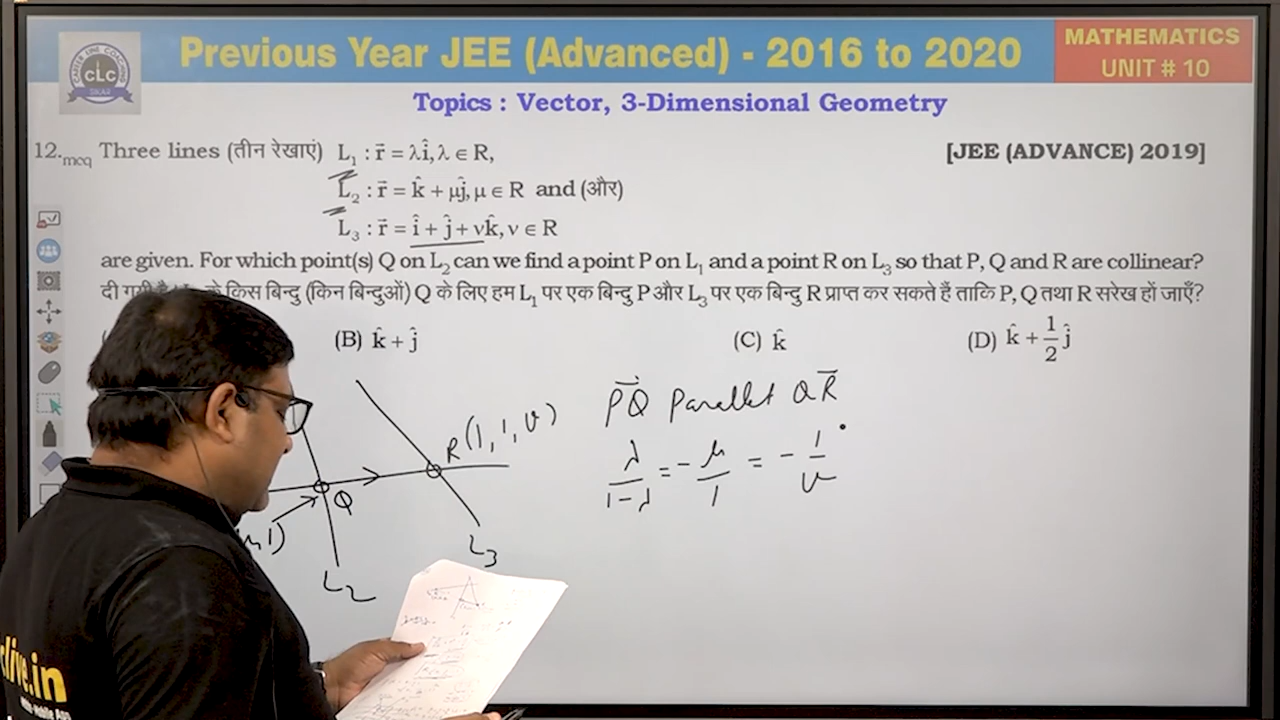 Previous Year JEE (Advanced) - 2016 to 2020
MATHEMATICS
UNIT # 10
CLC
Topics : Vector, 3-Dimensional Geometry
12.mcq Three lines (तीन रेखाएं) L₁ : r⃗ = λî, λ ∈ R,
[JEE (ADVANCE) 2019]
L₂ : r⃗ = k̂ + μĵ, μ ∈ R and (और)
L₃ : r⃗ = î + ĵ + νk̂, ν ∈ R
are given. For which point(s) Q on L₂ can we find a point P on L₁ and a point R on L₃ so that P, Q and R are collinear?
दी किस बिन्दु (किन बिन्दुओं) Q के लिए हम L₁ पर एक बिन्दु P और L₃ पर एक बिन्दु R प्राप्त कर सकते हैं ताकि P, Q तथा R सरेख हों जाएँ?
(B) k̂ + ĵ
(C) k̂
(D) k̂ + 1/2 ĵ
PQ⃗ Parallel QR⃗
R(1, 1, ν)
λ/1-λ = -μ/1 = -1/ν
Q
1)
L₃
L₂
live.in